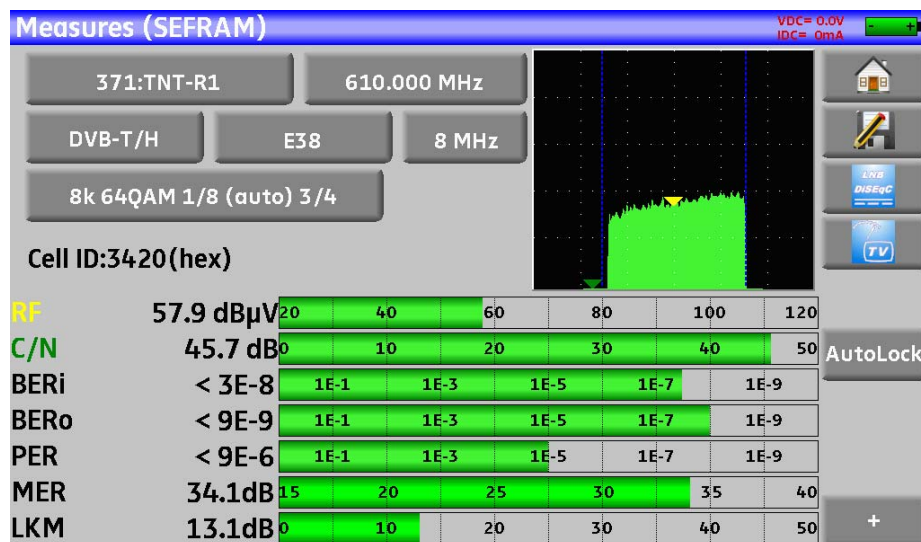 Measures (SEFRAM)
VDC= 0.0V
IDC= 0mA
- +
371:TNT-R1
610.000 MHz
DVB-T/H
E38
8 MHz
8k 64QAM 1/8 (auto) 3/4
Cell ID:3420(hex)
LNB
DiSEqC
TV
RF 57.9 dBµV 20 40 60 80 100 120
C/N 45.7 dB 0 10 20 30 40 50
AutoLock
BERi < 3E-8 1E-1 1E-3 1E-5 1E-7 1E-9
BERo < 9E-9 1E-1 1E-3 1E-5 1E-7 1E-9
PER < 9E-6 1E-1 1E-3 1E-5 1E-7 1E-9
MER 34.1dB 15 20 25 30 35 40
LKM 13.1dB 0 10 20 30 40 50
+